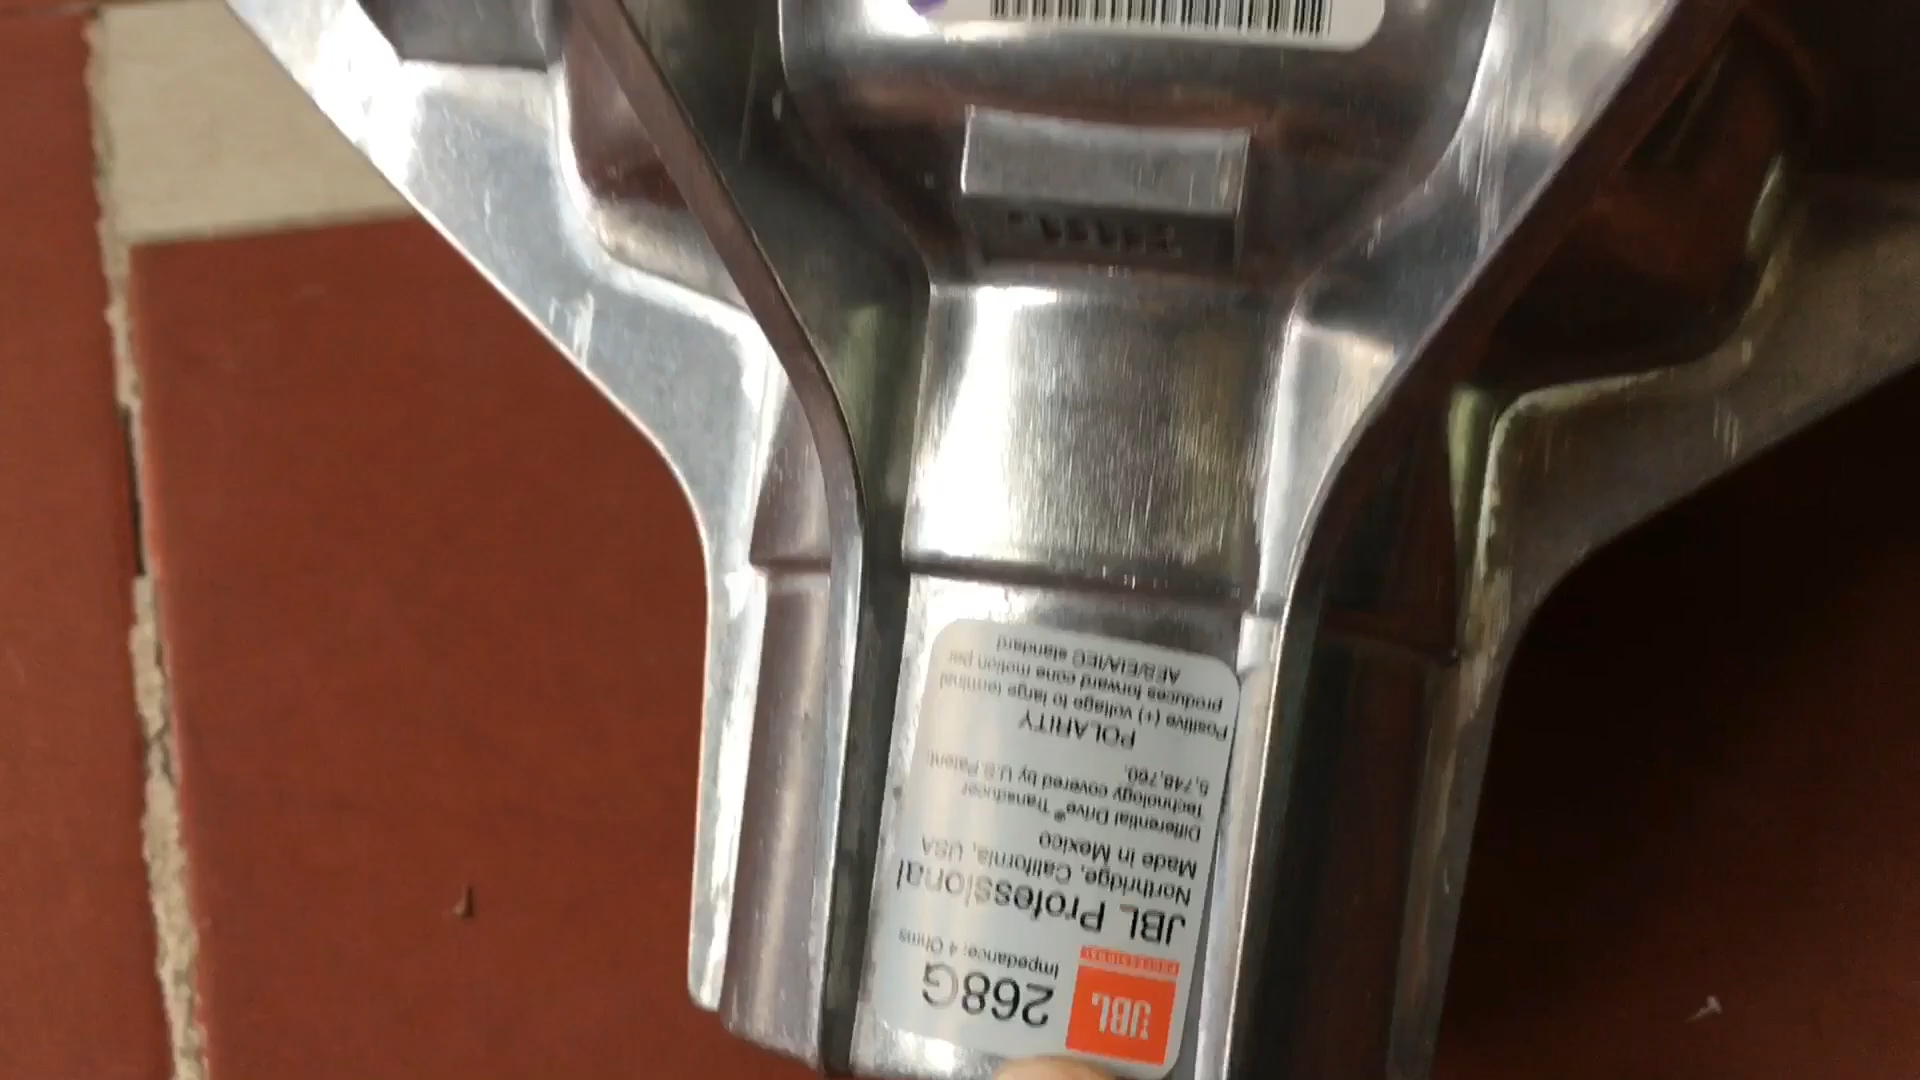 JBL
PROFESSIONAL
268G
Impedance: 4 Ohms
JBL Professional
Northridge, California, USA
Made in Mexico
Differential Drive® Transducer
Technology covered by U.S.Patent:
5,748,760.
POLARITY
Positive (+) voltage to large terminal
produces forward cone motion per
AES/EIA/IEC standard